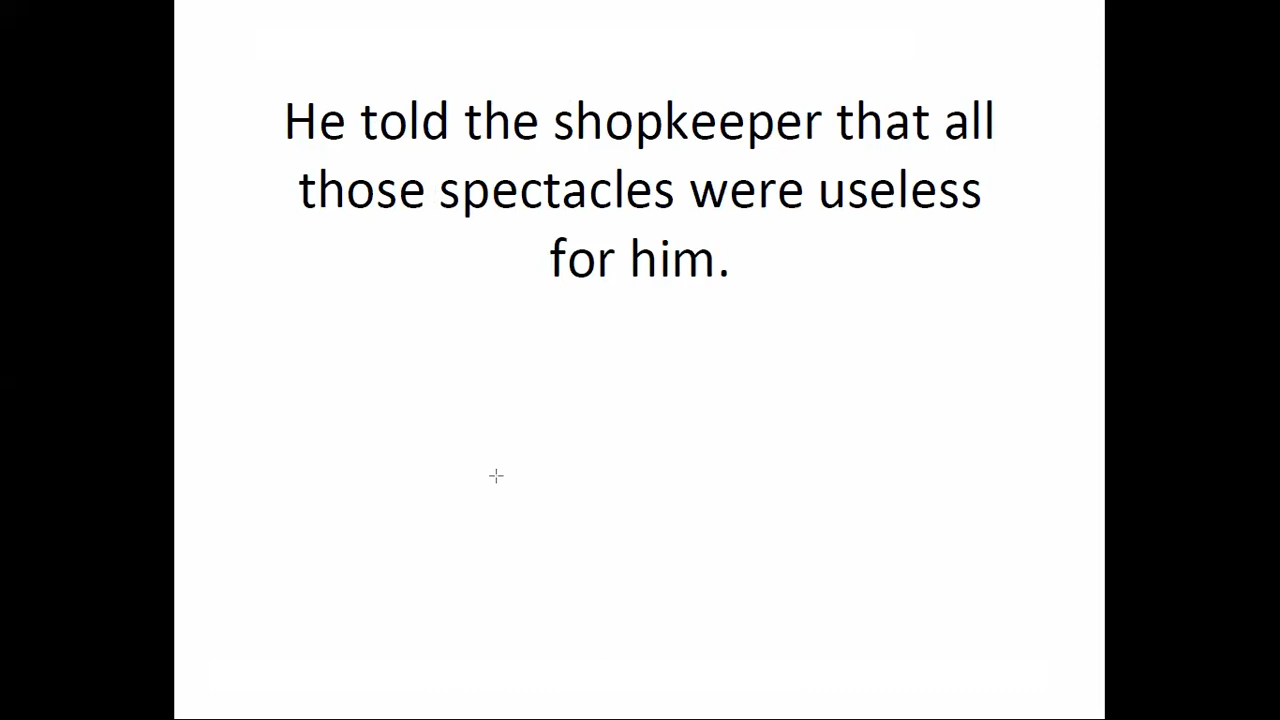 He told the shopkeeper that all
those spectacles were useless
for him.